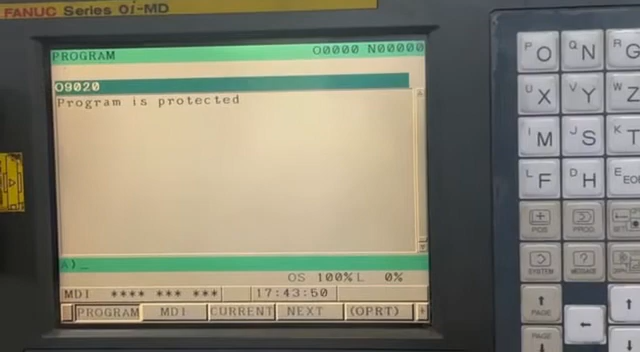 FANUC Series 0i-MD
PROGRAM O0000 N00000
O9020
Program is protected
A)_
OS 100% L 0%
MDI **** *** *** 17:43:50
PROGRAM MDI CURRENT NEXT (OPRT) +
P O Q N R G
U X V Y W Z
I M J S K T
L F D H E EOB
POS PROG
SYSTEM MESSAGE
PAGE
PAGE